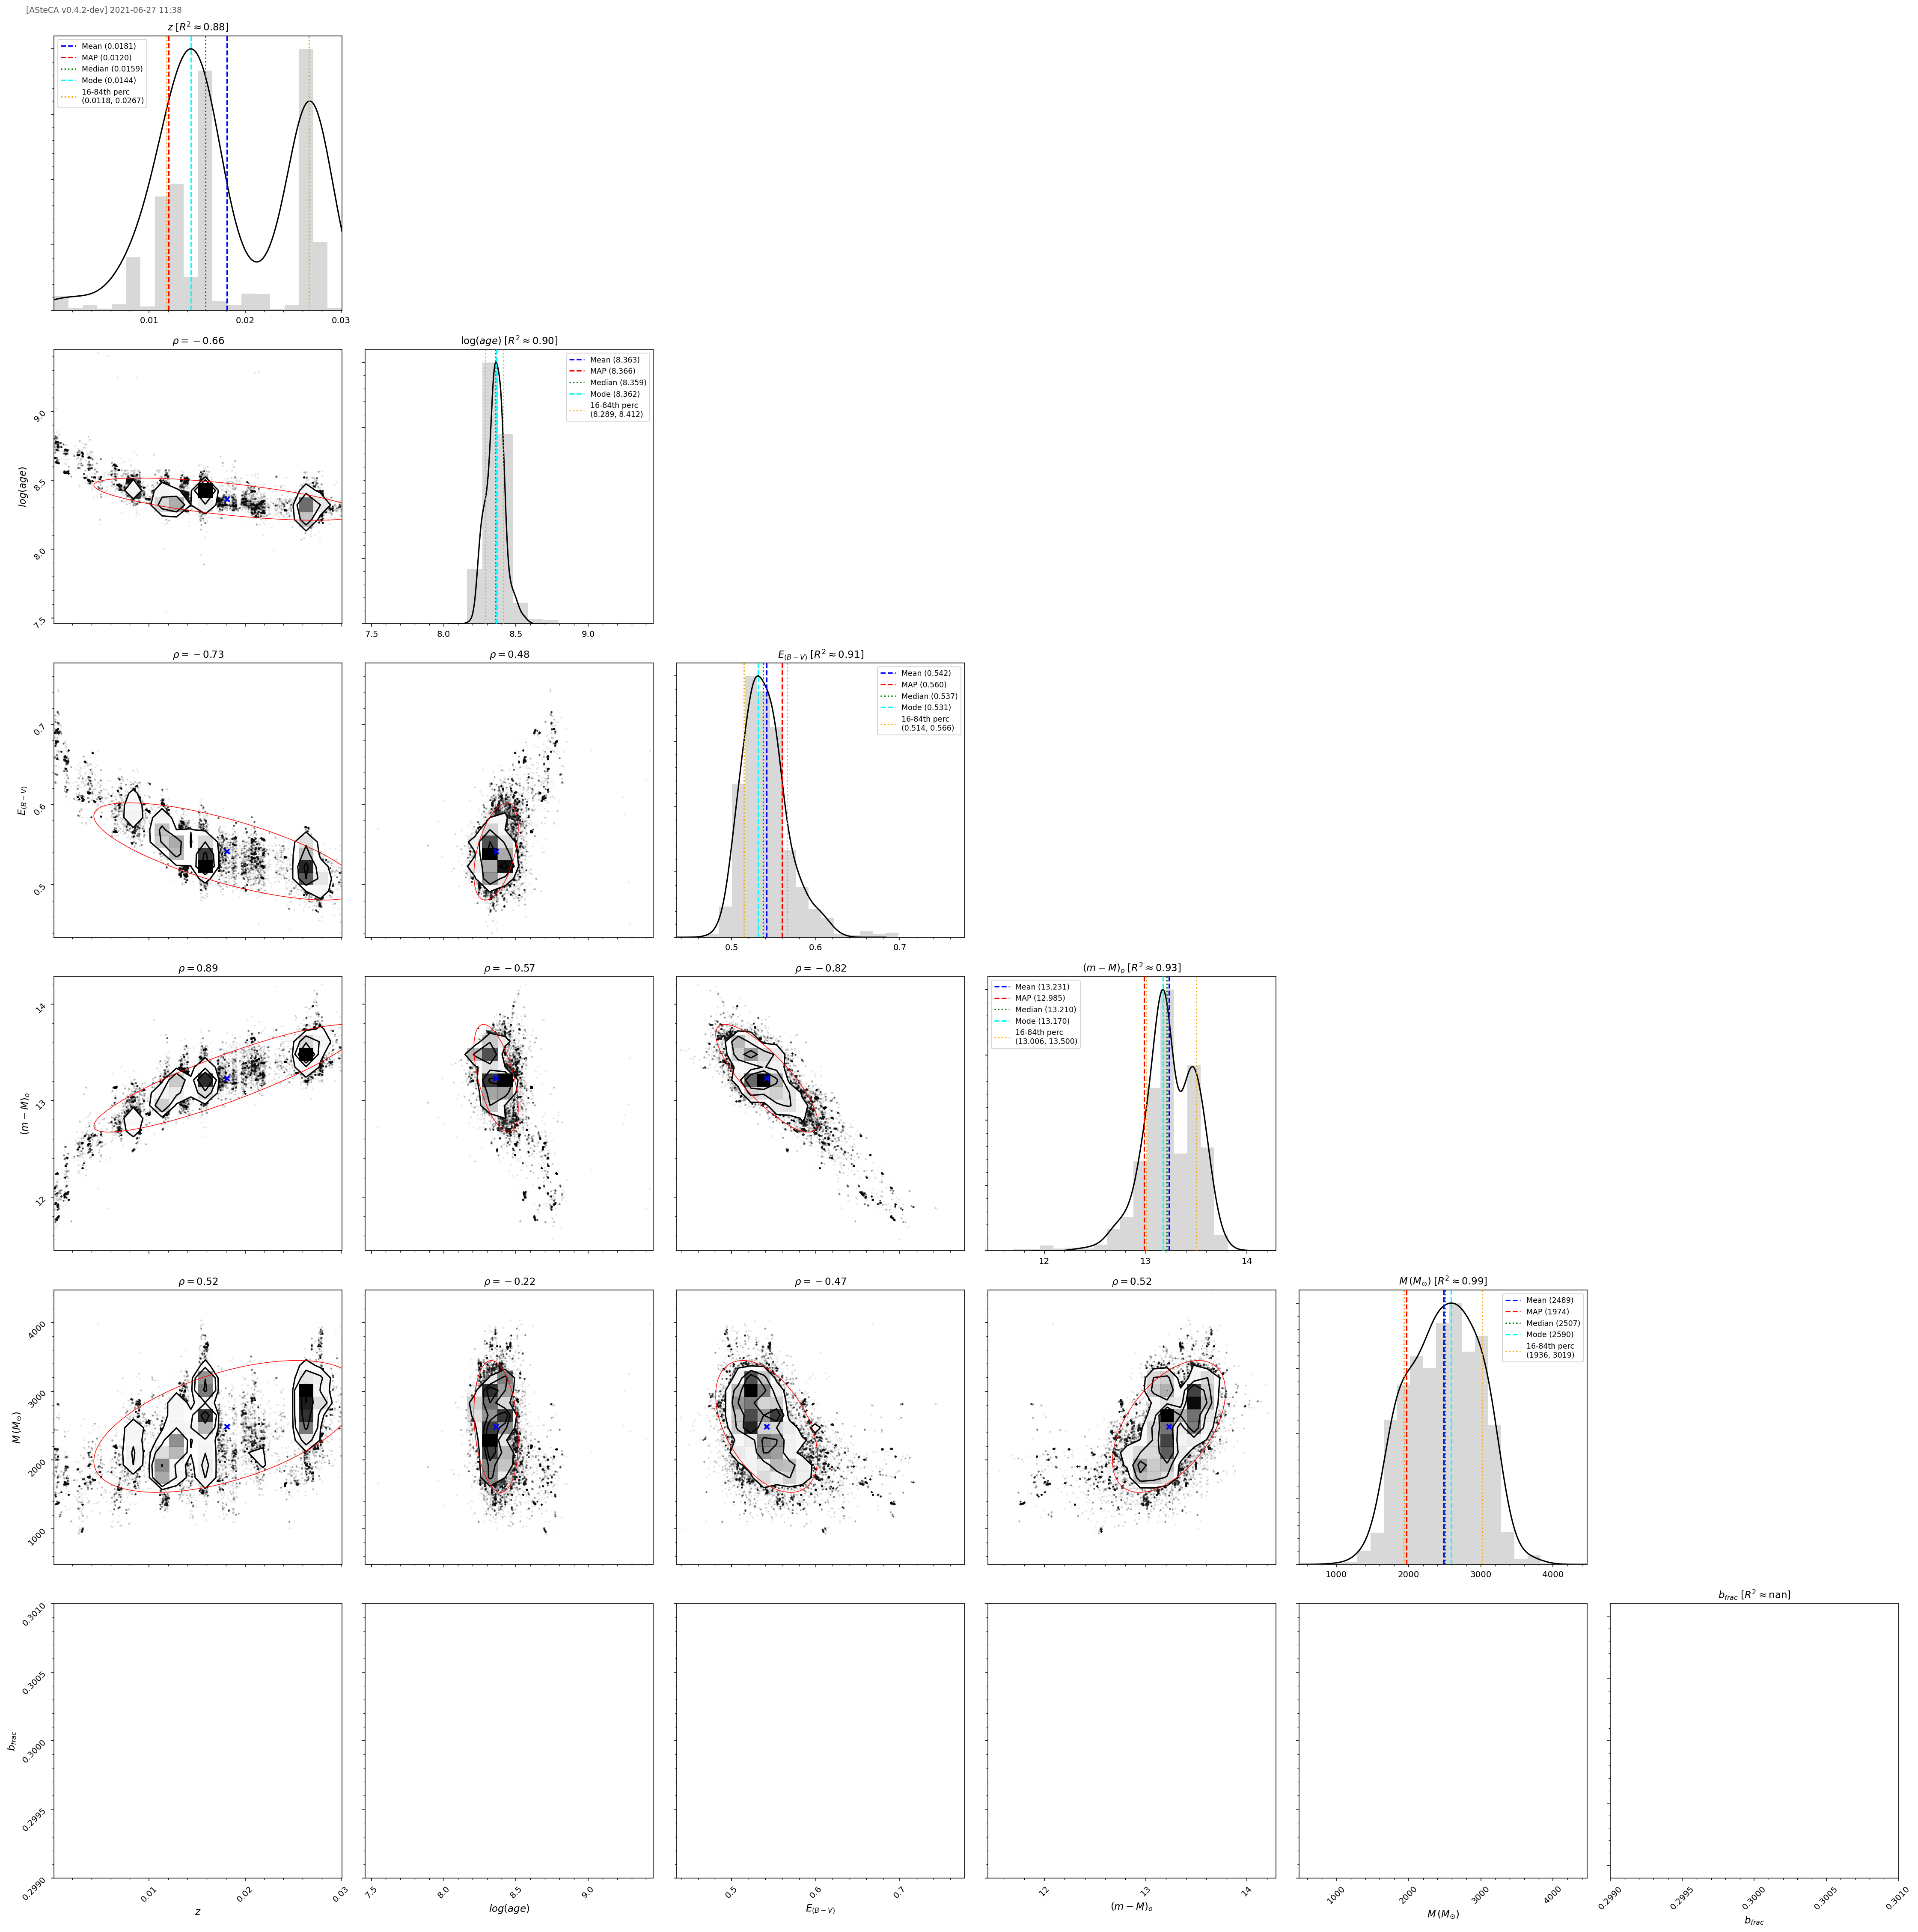 [ASteCA v0.4.2-dev] 2021-06-27 11:38
z [R² ≈ 0.88]
Mean (0.0181)
MAP (0.0120)
Median (0.0159)
Mode (0.0144)
16-84th perc
(0.0118, 0.0267)
0.01 0.02 0.03
ρ = −0.66
log(age) [R² ≈ 0.90]
Mean (8.363)
MAP (8.366)
Median (8.359)
Mode (8.362)
16-84th perc
(8.289, 8.412)
log(age)
9.0
8.5
8.0
7.5
7.5 8.0 8.5 9.0
ρ = −0.73
ρ = 0.48
E(B−V) [R² ≈ 0.91]
Mean (0.542)
MAP (0.560)
Median (0.537)
Mode (0.531)
16-84th perc
(0.514, 0.566)
E(B−V)
0.7
0.6
0.5
0.5 0.6 0.7
ρ = 0.89
ρ = −0.57
ρ = −0.82
(m − M)o [R² ≈ 0.93]
Mean (13.231)
MAP (12.985)
Median (13.210)
Mode (13.170)
16-84th perc
(13.006, 13.500)
(m − M)o
14
13
12
12 13 14
ρ = 0.52
ρ = −0.22
ρ = −0.47
ρ = 0.52
M (M⊙) [R² ≈ 0.99]
Mean (2489)
MAP (1974)
Median (2507)
Mode (2590)
16-84th perc
(1936, 3019)
M (M⊙)
4000
3000
2000
1000
1000 2000 3000 4000
bfrac [R² ≈ nan]
bfrac
0.3010
0.3005
0.3000
0.2995
0.2990
0.01 0.02 0.03
z
7.5 8.0 8.5 9.0
log(age)
0.5 0.6 0.7
E(B−V)
12 13 14
(m − M)o
1000 2000 3000 4000
M (M⊙)
0.2990 0.2995 0.3000 0.3005 0.3010
bfrac